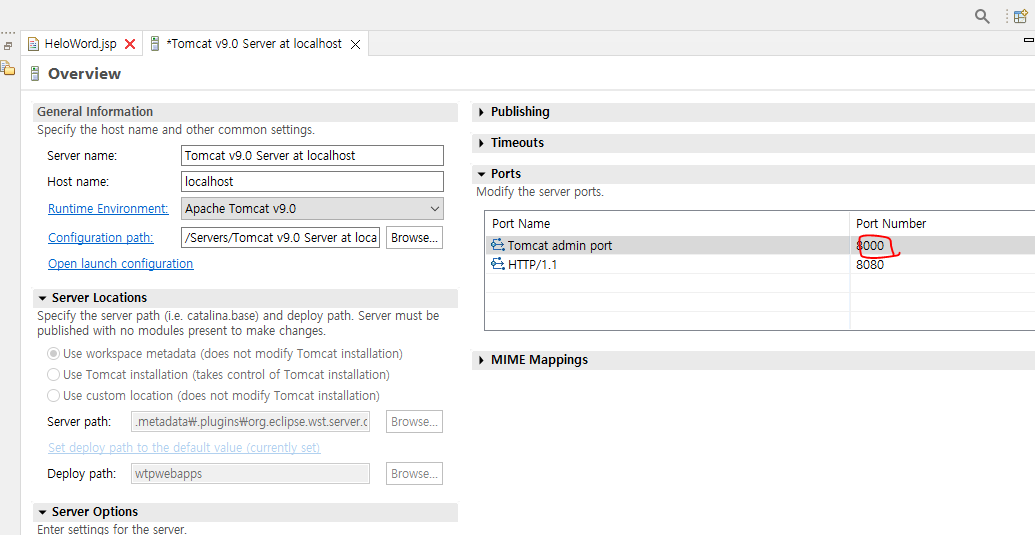 HeloWord.jsp
*Tomcat v9.0 Server at localhost
Overview
General Information
Specify the host name and other common settings.
Server name: Tomcat v9.0 Server at localhost
Host name: localhost
Runtime Environment: Apache Tomcat v9.0
Configuration path: /Servers/Tomcat v9.0 Server at loca Browse...
Open launch configuration
Server Locations
Specify the server path (i.e. catalina.base) and deploy path. Server must be
published with no modules present to make changes.
Use workspace metadata (does not modify Tomcat installation)
Use Tomcat installation (takes control of Tomcat installation)
Use custom location (does not modify Tomcat installation)
Server path: .metadata₩.plugins₩org.eclipse.wst.server.c Browse...
Set deploy path to the default value (currently set)
Deploy path: wtpwebapps Browse...
Server Options
Enter settings for the server.
Publishing
Timeouts
Ports
Modify the server ports.
Port Name Port Number
Tomcat admin port 8000
HTTP/1.1 8080
MIME Mappings